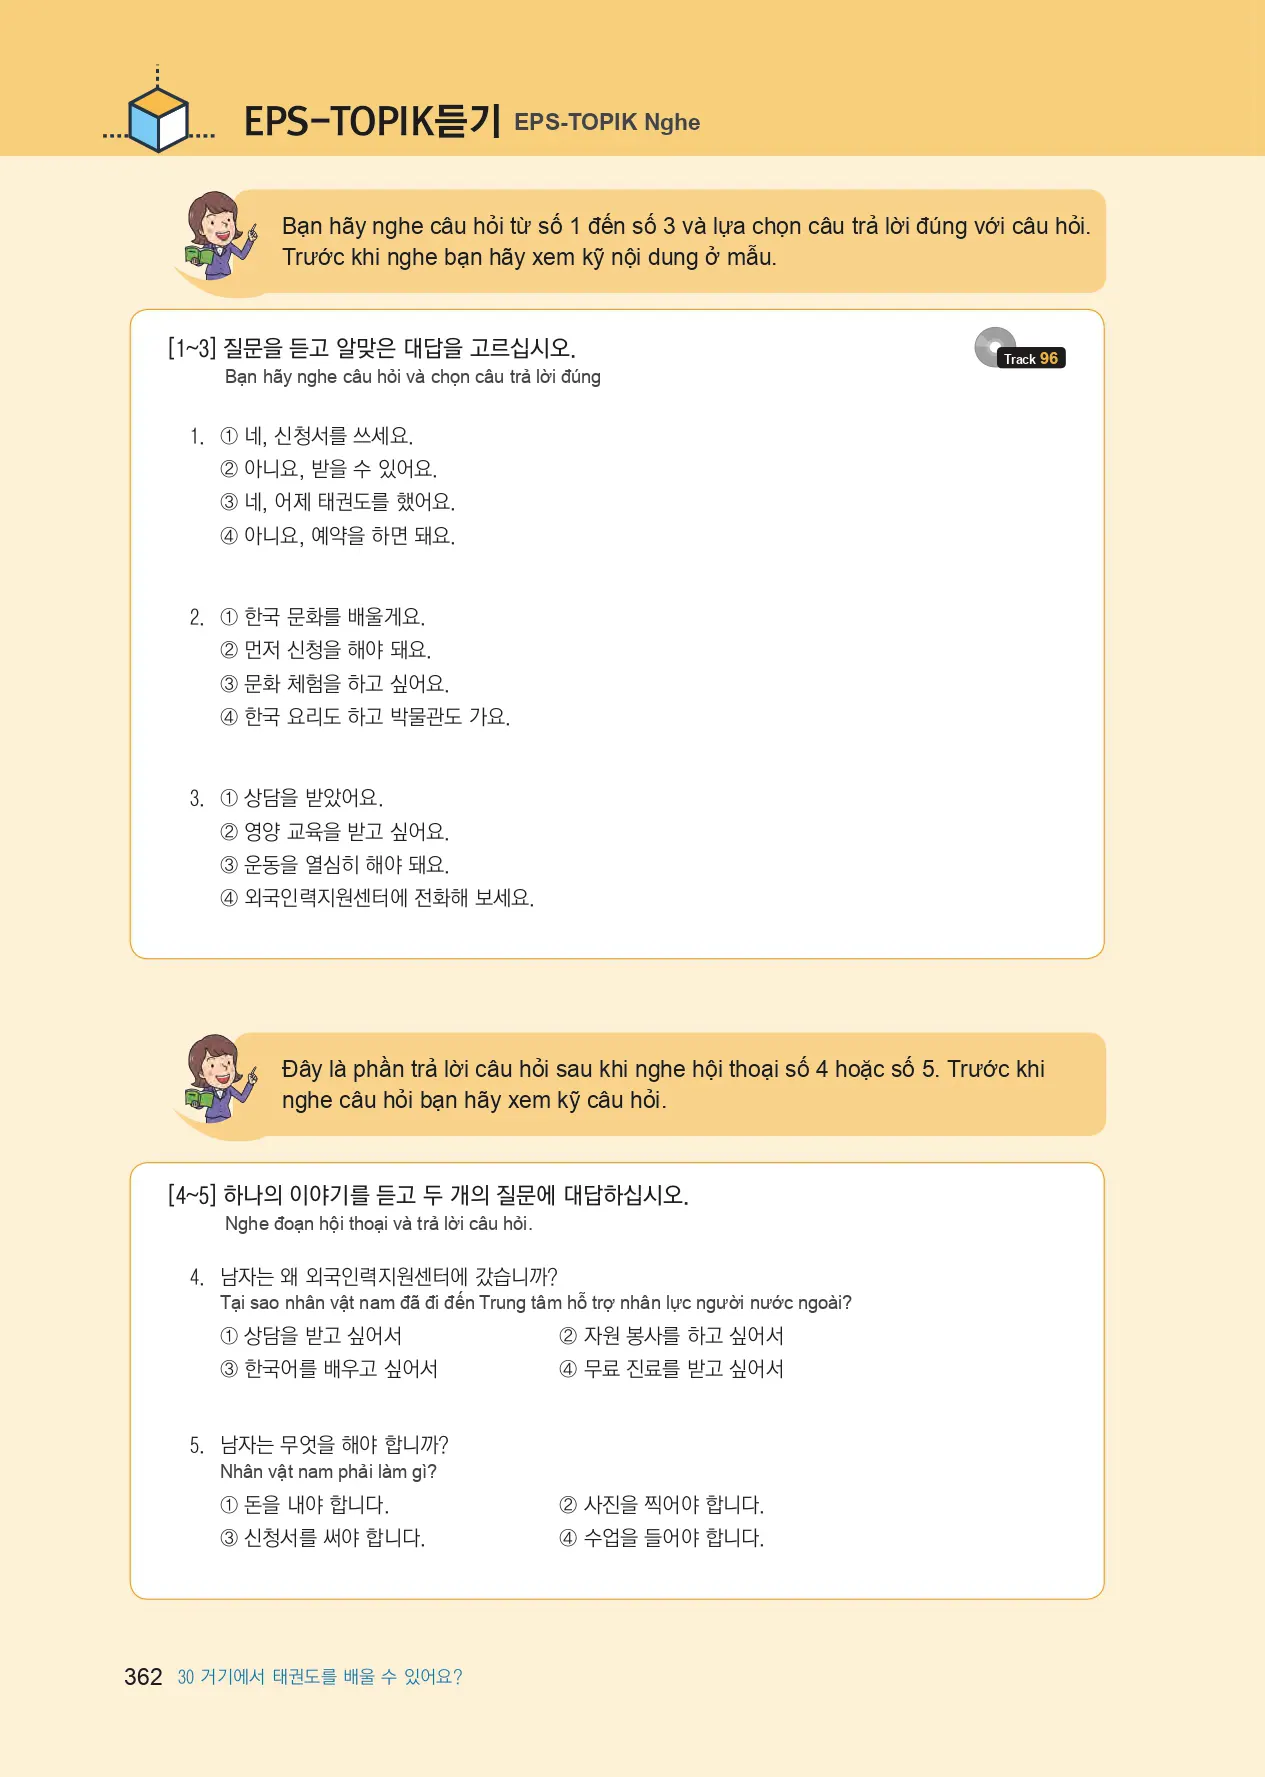 EPS-TOPIK듣기 EPS-TOPIK Nghe
Bạn hãy nghe câu hỏi từ số 1 đến số 3 và lựa chọn câu trả lời đúng với câu hỏi.
Trước khi nghe bạn hãy xem kỹ nội dung ở mẫu.
[1~3] 질문을 듣고 알맞은 대답을 고르십시오.
Track 96
Bạn hãy nghe câu hỏi và chọn câu trả lời đúng
1. ① 네, 신청서를 쓰세요.
② 아니요, 받을 수 있어요.
③ 네, 어제 태권도를 했어요.
④ 아니요, 예약을 하면 돼요.
2. ① 한국 문화를 배울게요.
② 먼저 신청을 해야 돼요.
③ 문화 체험을 하고 싶어요.
④ 한국 요리도 하고 박물관도 가요.
3. ① 상담을 받았어요.
② 영양 교육을 받고 싶어요.
③ 운동을 열심히 해야 돼요.
④ 외국인력지원센터에 전화해 보세요.
Đây là phần trả lời câu hỏi sau khi nghe hội thoại số 4 hoặc số 5. Trước khi
nghe câu hỏi bạn hãy xem kỹ câu hỏi.
[4~5] 하나의 이야기를 듣고 두 개의 질문에 대답하십시오.
Nghe đoạn hội thoại và trả lời câu hỏi.
4. 남자는 왜 외국인력지원센터에 갔습니까?
Tại sao nhân vật nam đã đi đến Trung tâm hỗ trợ nhân lực người nước ngoài?
① 상담을 받고 싶어서 ② 자원 봉사를 하고 싶어서
③ 한국어를 배우고 싶어서 ④ 무료 진료를 받고 싶어서
5. 남자는 무엇을 해야 합니까?
Nhân vật nam phải làm gì?
① 돈을 내야 합니다. ② 사진을 찍어야 합니다.
③ 신청서를 써야 합니다. ④ 수업을 들어야 합니다.
362 30 거기에서 태권도를 배울 수 있어요?